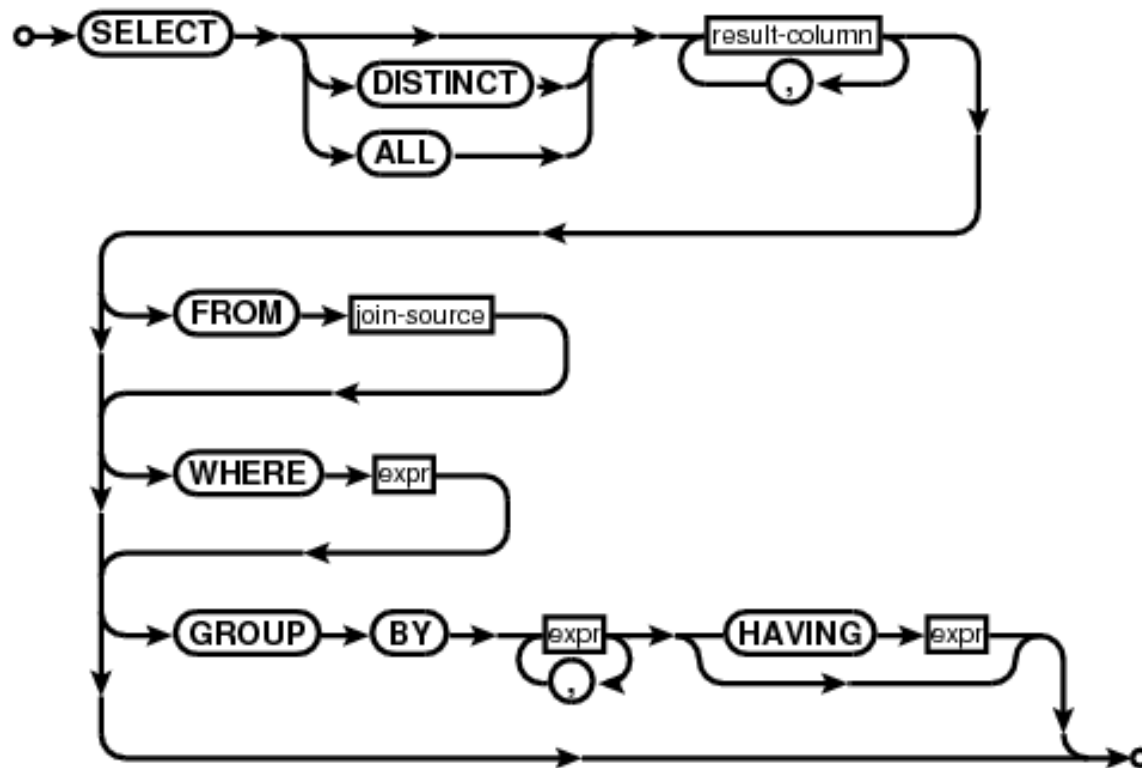 SELECT result-column
DISTINCT ,
ALL
FROM join-source
WHERE expr
GROUP BY expr HAVING expr
,